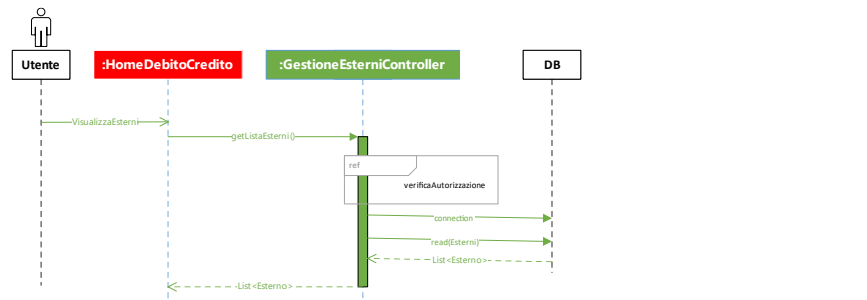 Utente
:HomeDebitoCredito
:GestioneEsterniController
DB
VisualizzaEsterni
getListaEsterni()
ref
verificaAutorizzazione
connection
read(Esterni)
List<Esterno>
List<Esterno>